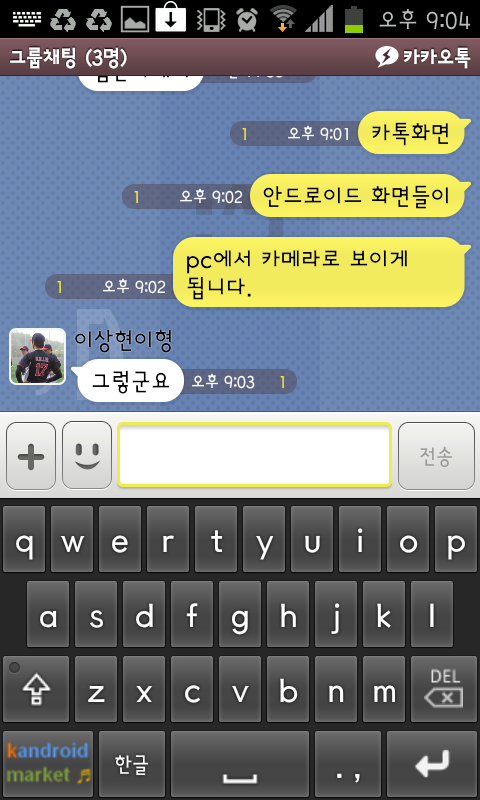 오후 9:04
그룹채팅 (3명)
카카오톡
1 오후 9:01 카톡화면
1 오후 9:02 안드로이드 화면들이
pc에서 카메라로 보이게
1 오후 9:02 됩니다.
이상현이형
그렇군요 오후 9:03 1
전송
q w e r t y u i o p
a s d f g h j k l
z x c v b n m DEL
kandroid
market
한글 . ,